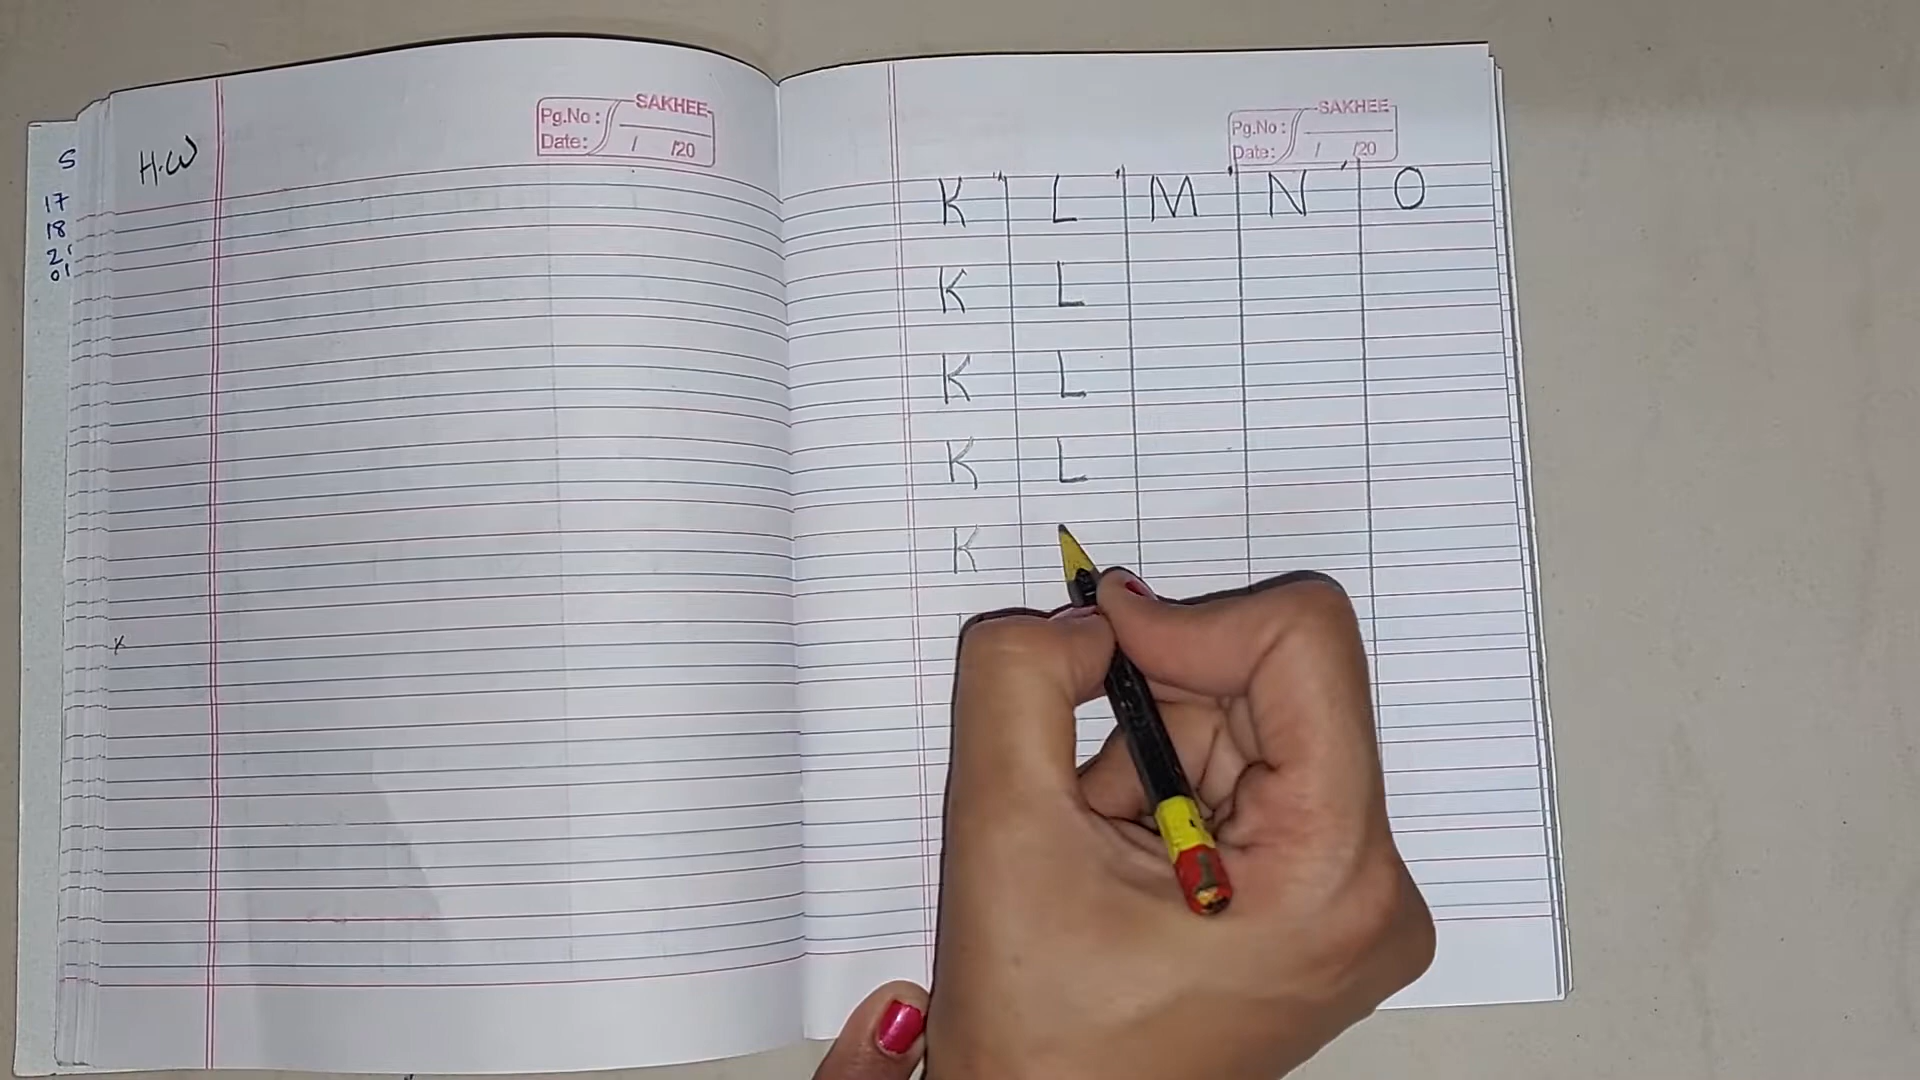 S
17
18
H.W
SAKHEE
Pg.No :
Date: / /20
SAKHEE
Pg.No :
Date: / /20
K L M N O
K L
K L
K L
K